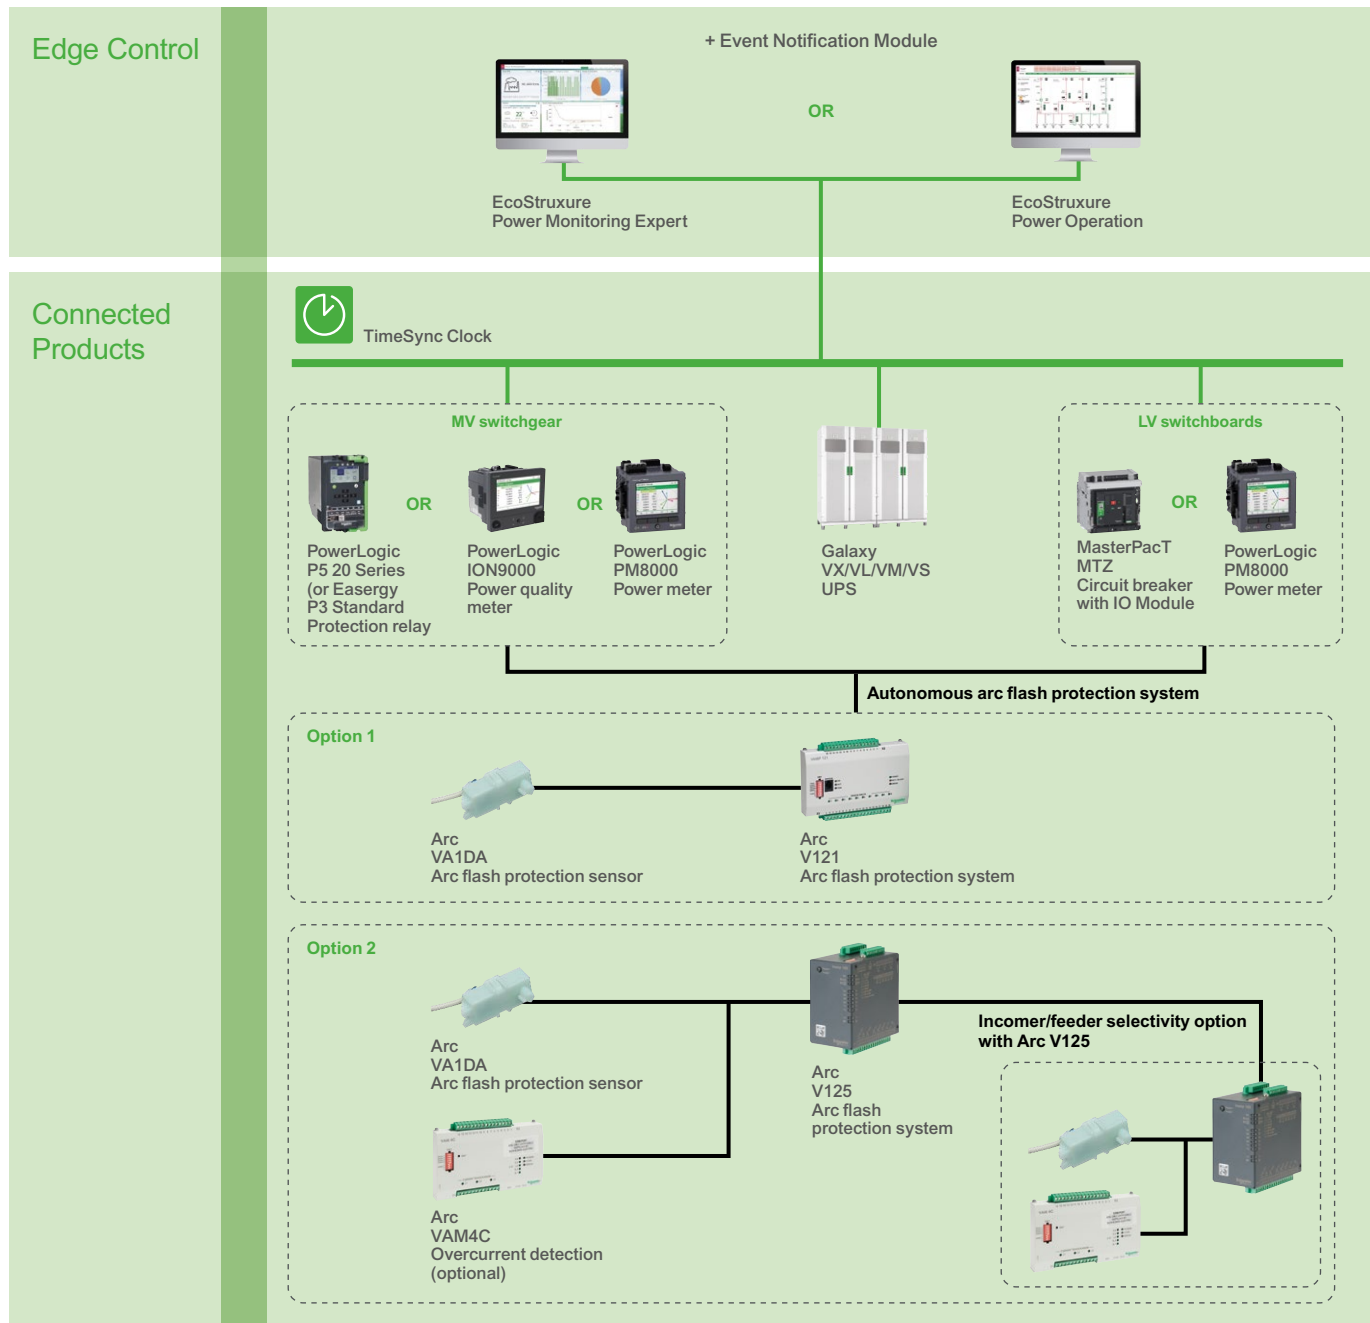 Edge Control
+ Event Notification Module
OR
EcoStruxure
Power Monitoring Expert
EcoStruxure
Power Operation
Connected
Products
TimeSync Clock
MV switchgear
OR
OR
PowerLogic
P5 20 Series
(or Easergy
P3 Standard
Protection relay
PowerLogic
ION9000
Power quality
meter
PowerLogic
PM8000
Power meter
Galaxy
VX/VL/VM/VS
UPS
LV switchboards
OR
MasterPacT
MTZ
Circuit breaker
with IO Module
PowerLogic
PM8000
Power meter
Autonomous arc flash protection system
Option 1
Arc
VA1DA
Arc flash protection sensor
Arc
V121
Arc flash protection system
Option 2
Arc
VA1DA
Arc flash protection sensor
Arc
VAM4C
Overcurrent detection
(optional)
Arc
V125
Arc flash
protection system
Incomer/feeder selectivity option
with Arc V125